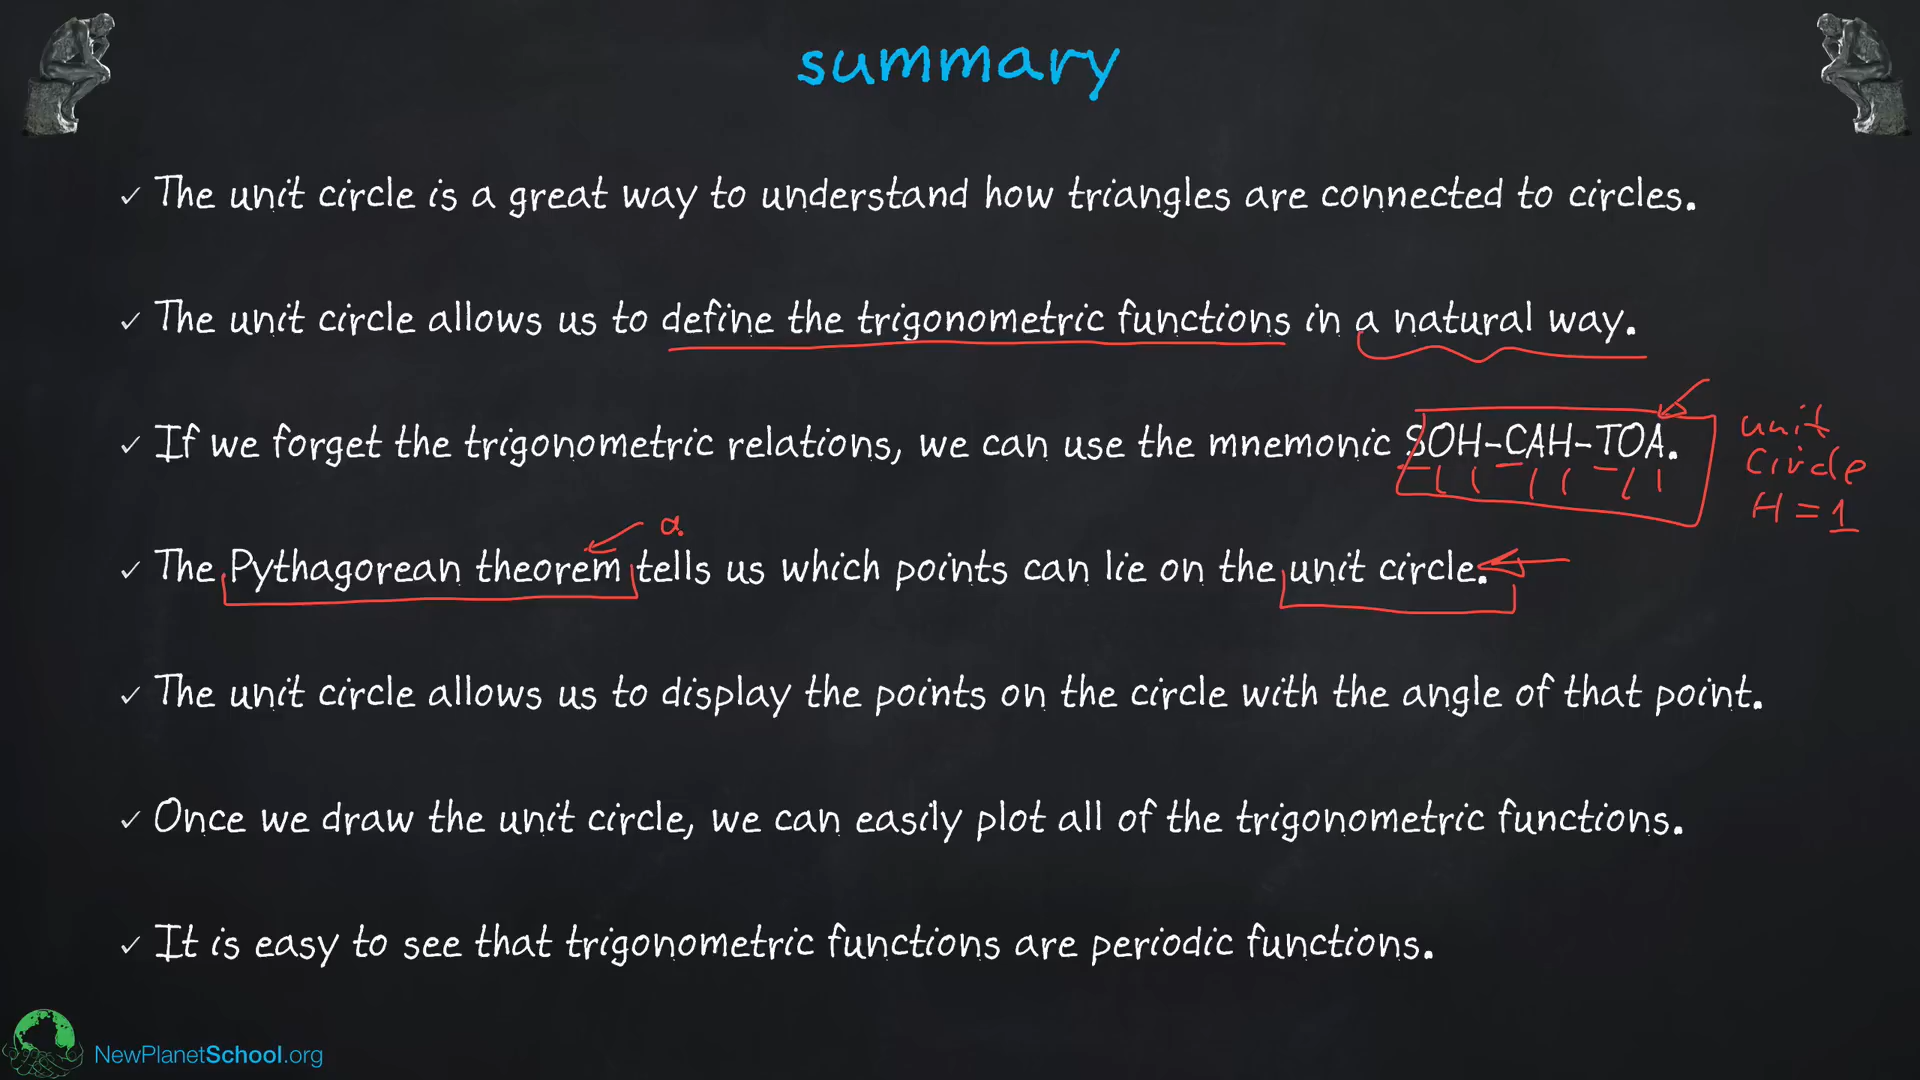 summary
✓ The unit circle is a great way to understand how triangles are connected to circles.
✓ The unit circle allows us to define the trigonometric functions in a natural way.
✓ If we forget the trigonometric relations, we can use the mnemonic SOH-CAH-TOA.
unit
circle
H = 1
a.
✓ The Pythagorean theorem tells us which points can lie on the unit circle.
✓ The unit circle allows us to display the points on the circle with the angle of that point.
✓ Once we draw the unit circle, we can easily plot all of the trigonometric functions.
✓ It is easy to see that trigonometric functions are periodic functions.
NewPlanetSchool.org